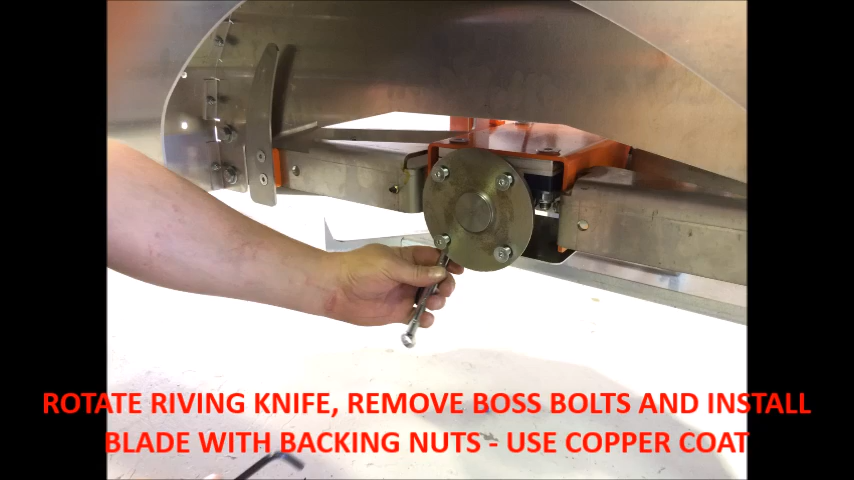 ROTATE RIVING KNIFE, REMOVE BOSS BOLTS AND INSTALL
BLADE WITH BACKING NUTS - USE COPPER COAT